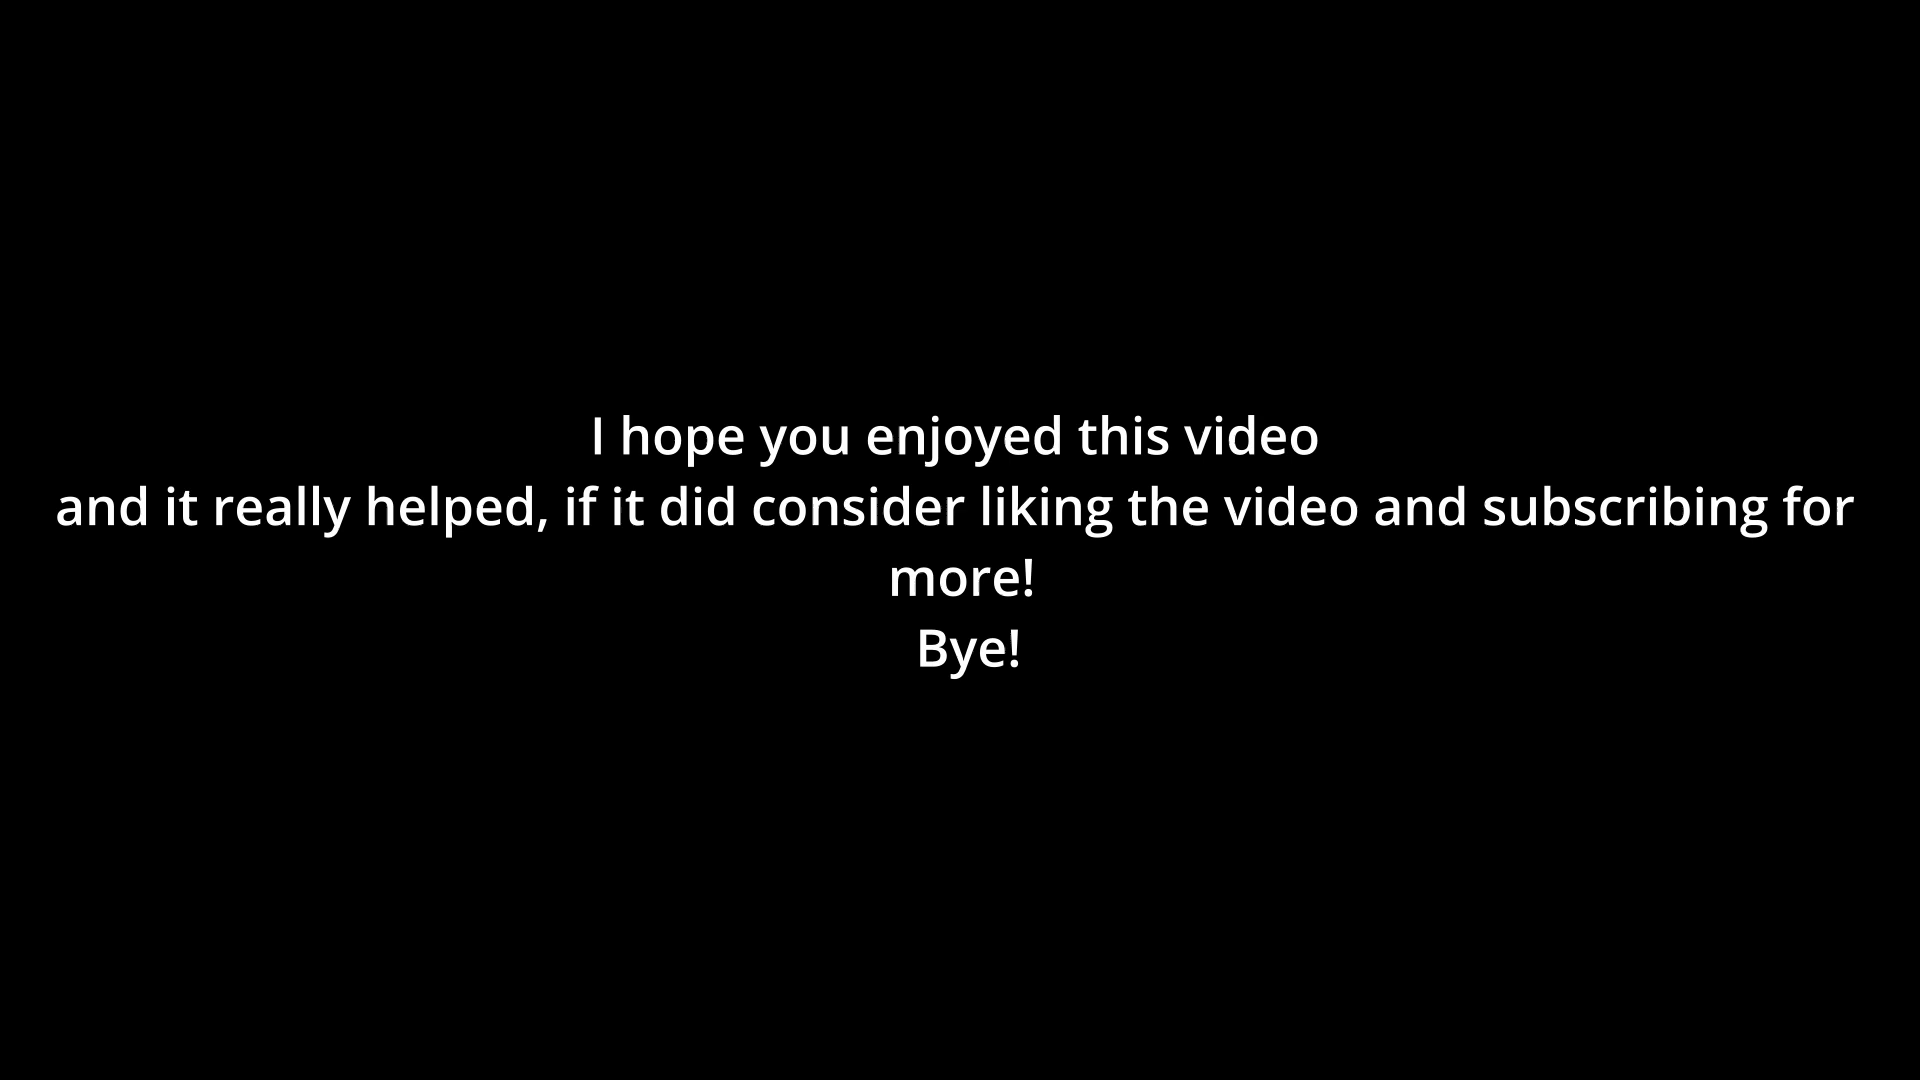 I hope you enjoyed this video
and it really helped, if it did consider liking the video and subscribing for
more!
Bye!